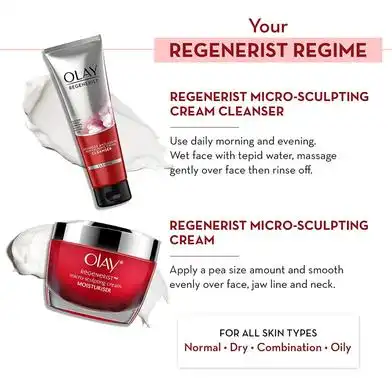 Your
REGENERIST REGIME
OLAY
REGENERIST
CLEANSER
REGENERIST MICRO-SCULPTING
CREAM CLEANSER
Use daily morning and evening.
Wet face with tepid water, massage
gently over face then rinse off.
OLAY
REGENERIST™
micro-sculpting cream
MOISTURISER
REGENERIST MICRO-SCULPTING
CREAM
Apply a pea size amount and smooth
evenly over face, jaw line and neck.
FOR ALL SKIN TYPES
Normal • Dry • Combination • Oily